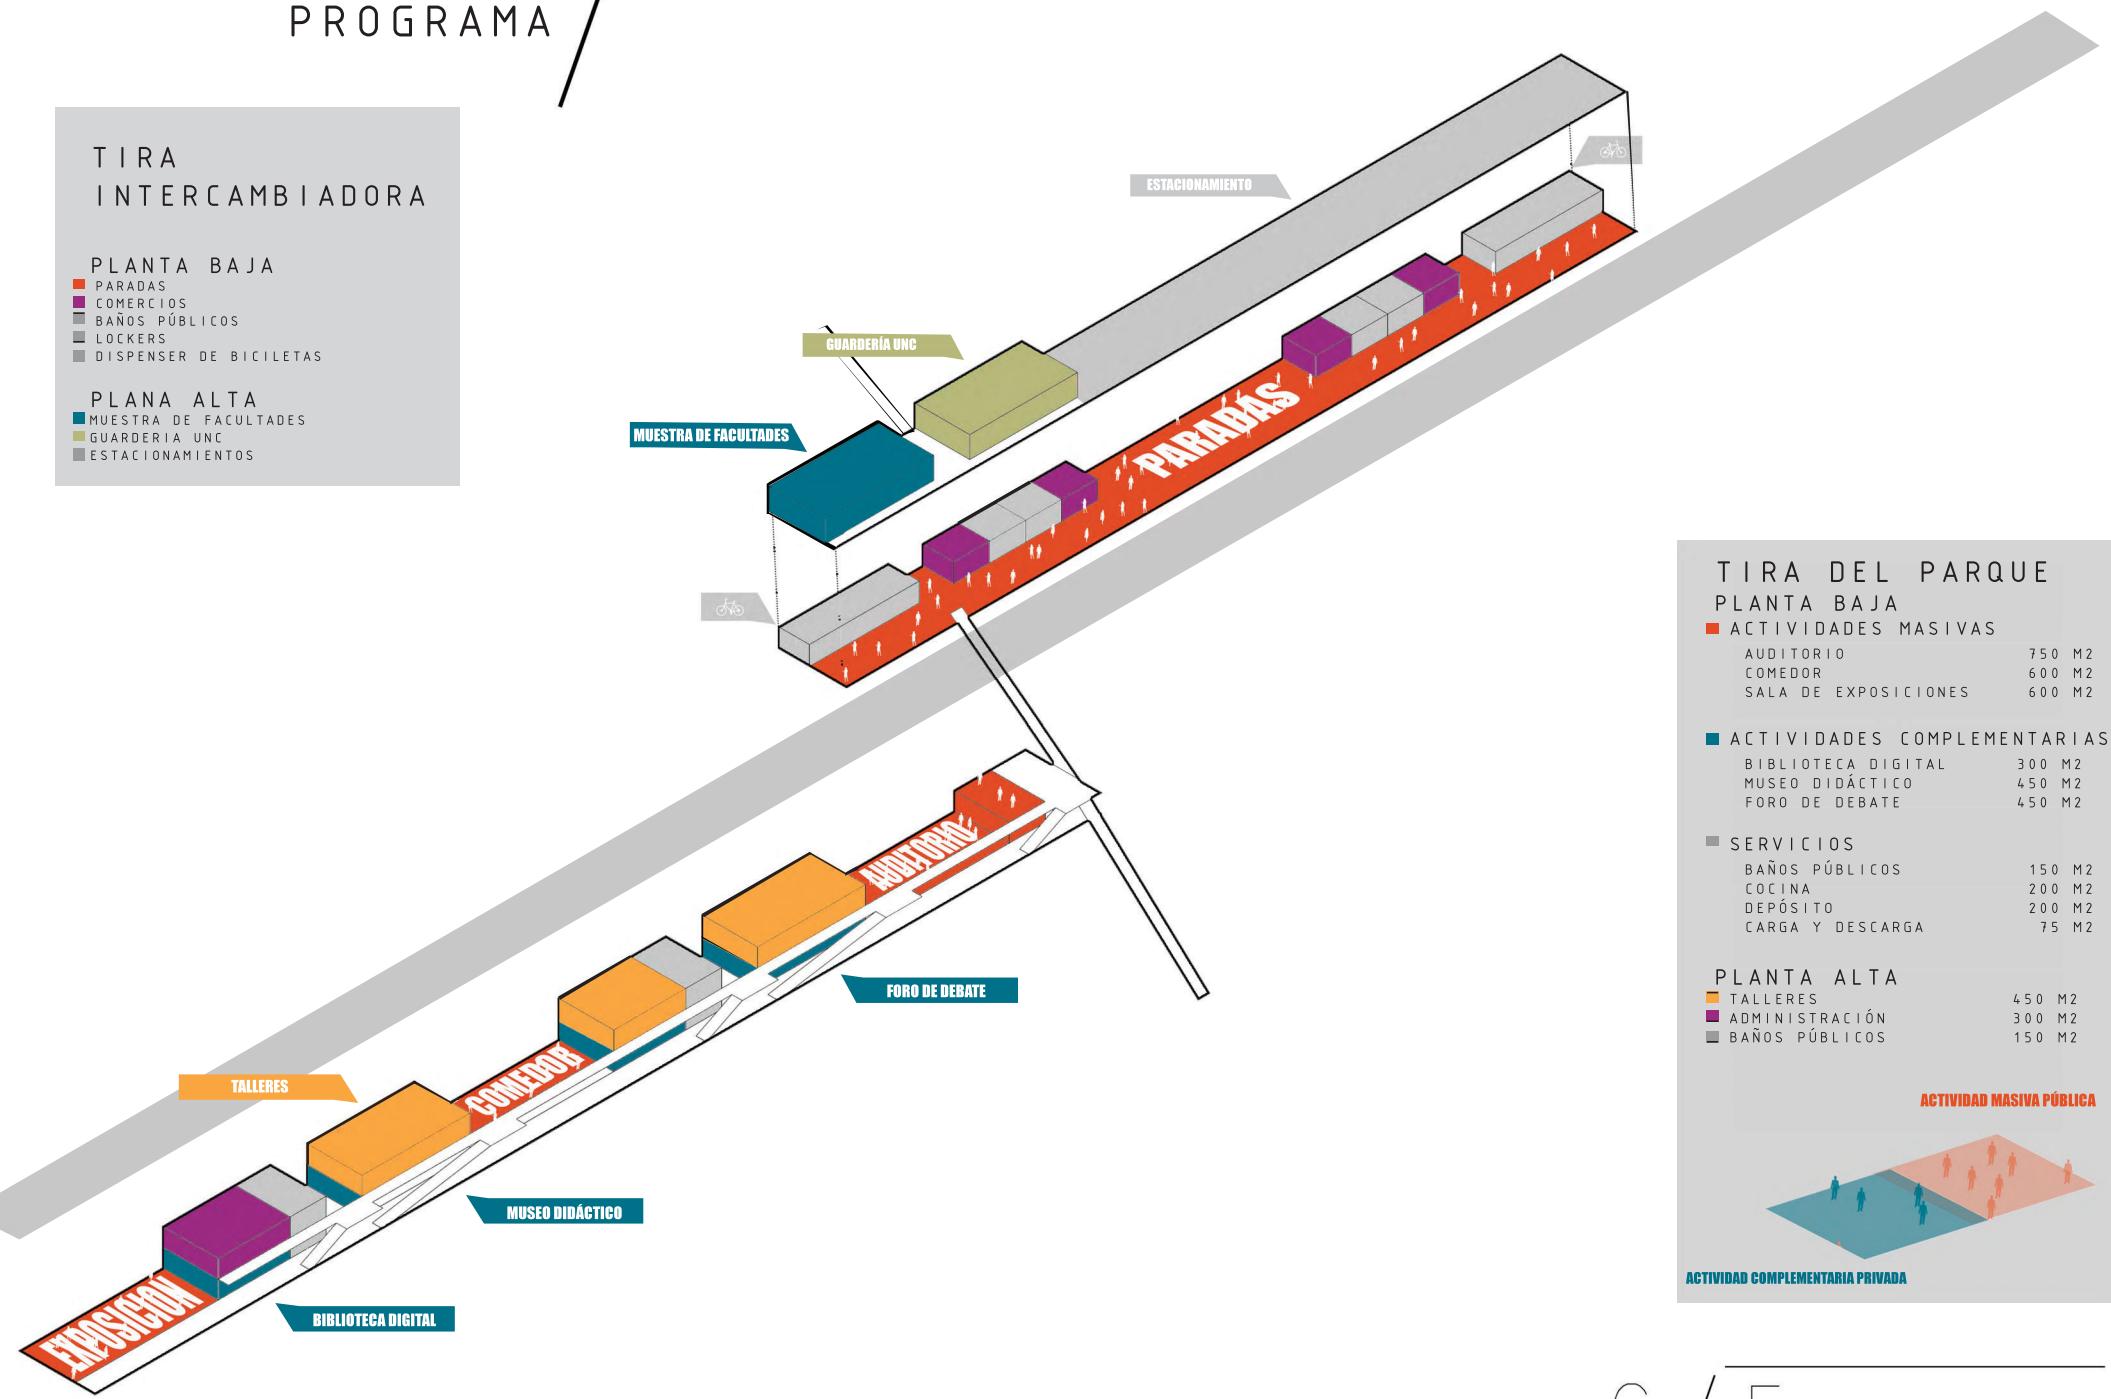 PROGRAMA
TIRA
INTERCAMBIADORA
PLANTA BAJA
PARADAS
COMERCIOS
BAÑOS PÚBLICOS
LOCKERS
DISPENSER DE BICILETAS
PLANA ALTA
MUESTRA DE FACULTADES
GUARDERIA UNC
ESTACIONAMIENTOS
ESTACIONAMIENTO
GUARDERÍA UNC
MUESTRA DE FACULTADES
PARADAS
AUDITORIO
FORO DE DEBATE
COMEDOR
TALLERES
MUSEO DIDÁCTICO
EXPOSICION
BIBLIOTECA DIGITAL
TIRA DEL PARQUE
PLANTA BAJA
ACTIVIDADES MASIVAS
AUDITORIO 750 M2
COMEDOR 600 M2
SALA DE EXPOSICIONES 600 M2
ACTIVIDADES COMPLEMENTARIAS
BIBLIOTECA DIGITAL 300 M2
MUSEO DIDÁCTICO 450 M2
FORO DE DEBATE 450 M2
SERVICIOS
BAÑOS PÚBLICOS 150 M2
COCINA 200 M2
DEPÓSITO 200 M2
CARGA Y DESCARGA 75 M2
PLANTA ALTA
TALLERES 450 M2
ADMINISTRACIÓN 300 M2
BAÑOS PÚBLICOS 150 M2
ACTIVIDAD MASIVA PÚBLICA
ACTIVIDAD COMPLEMENTARIA PRIVADA